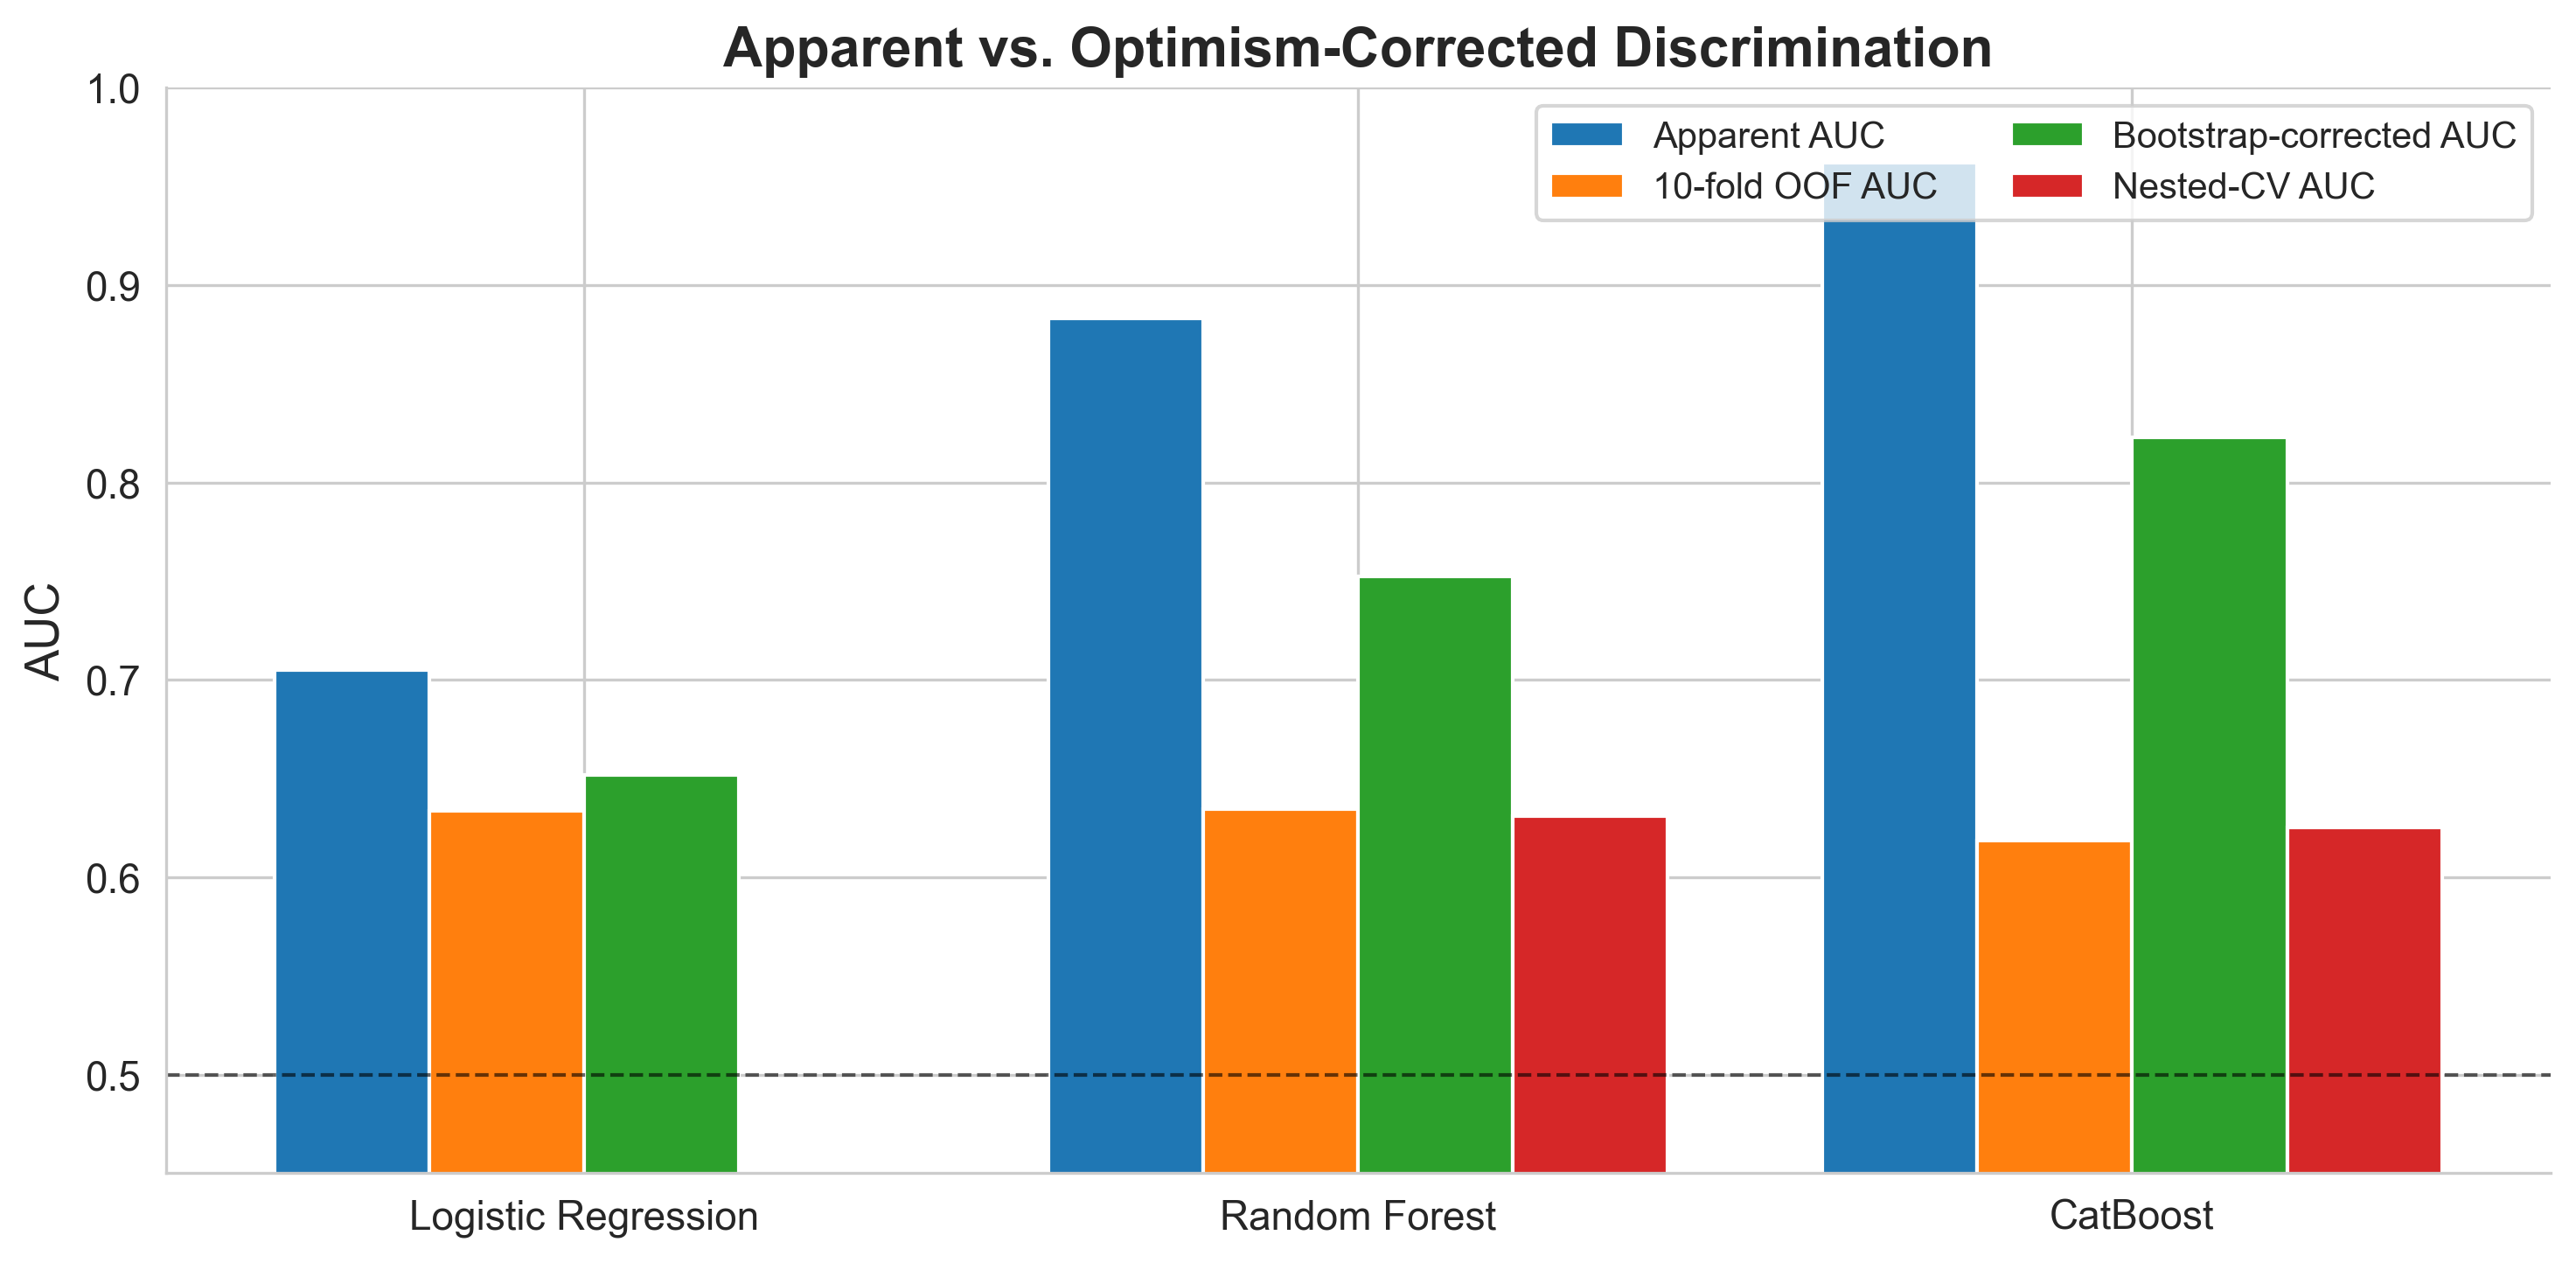 Apparent vs. Optimism-Corrected Discrimination
1.0
0.9
0.8
0.7
0.6
0.5
AUC
Apparent AUC
10-fold OOF AUC
Bootstrap-corrected AUC
Nested-CV AUC
Logistic Regression
Random Forest
CatBoost